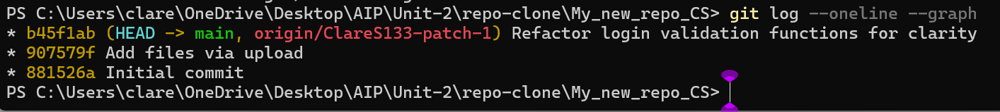 PS C:\Users\clare\OneDrive\Desktop\AIP\Unit-2\repo-clone\My_new_repo_CS> git log --oneline --graph
* b45f1ab (HEAD -> main, origin/ClareS133-patch-1) Refactor login validation functions for clarity
* 907579f Add files via upload
* 881526a Initial commit
PS C:\Users\clare\OneDrive\Desktop\AIP\Unit-2\repo-clone\My_new_repo_CS>